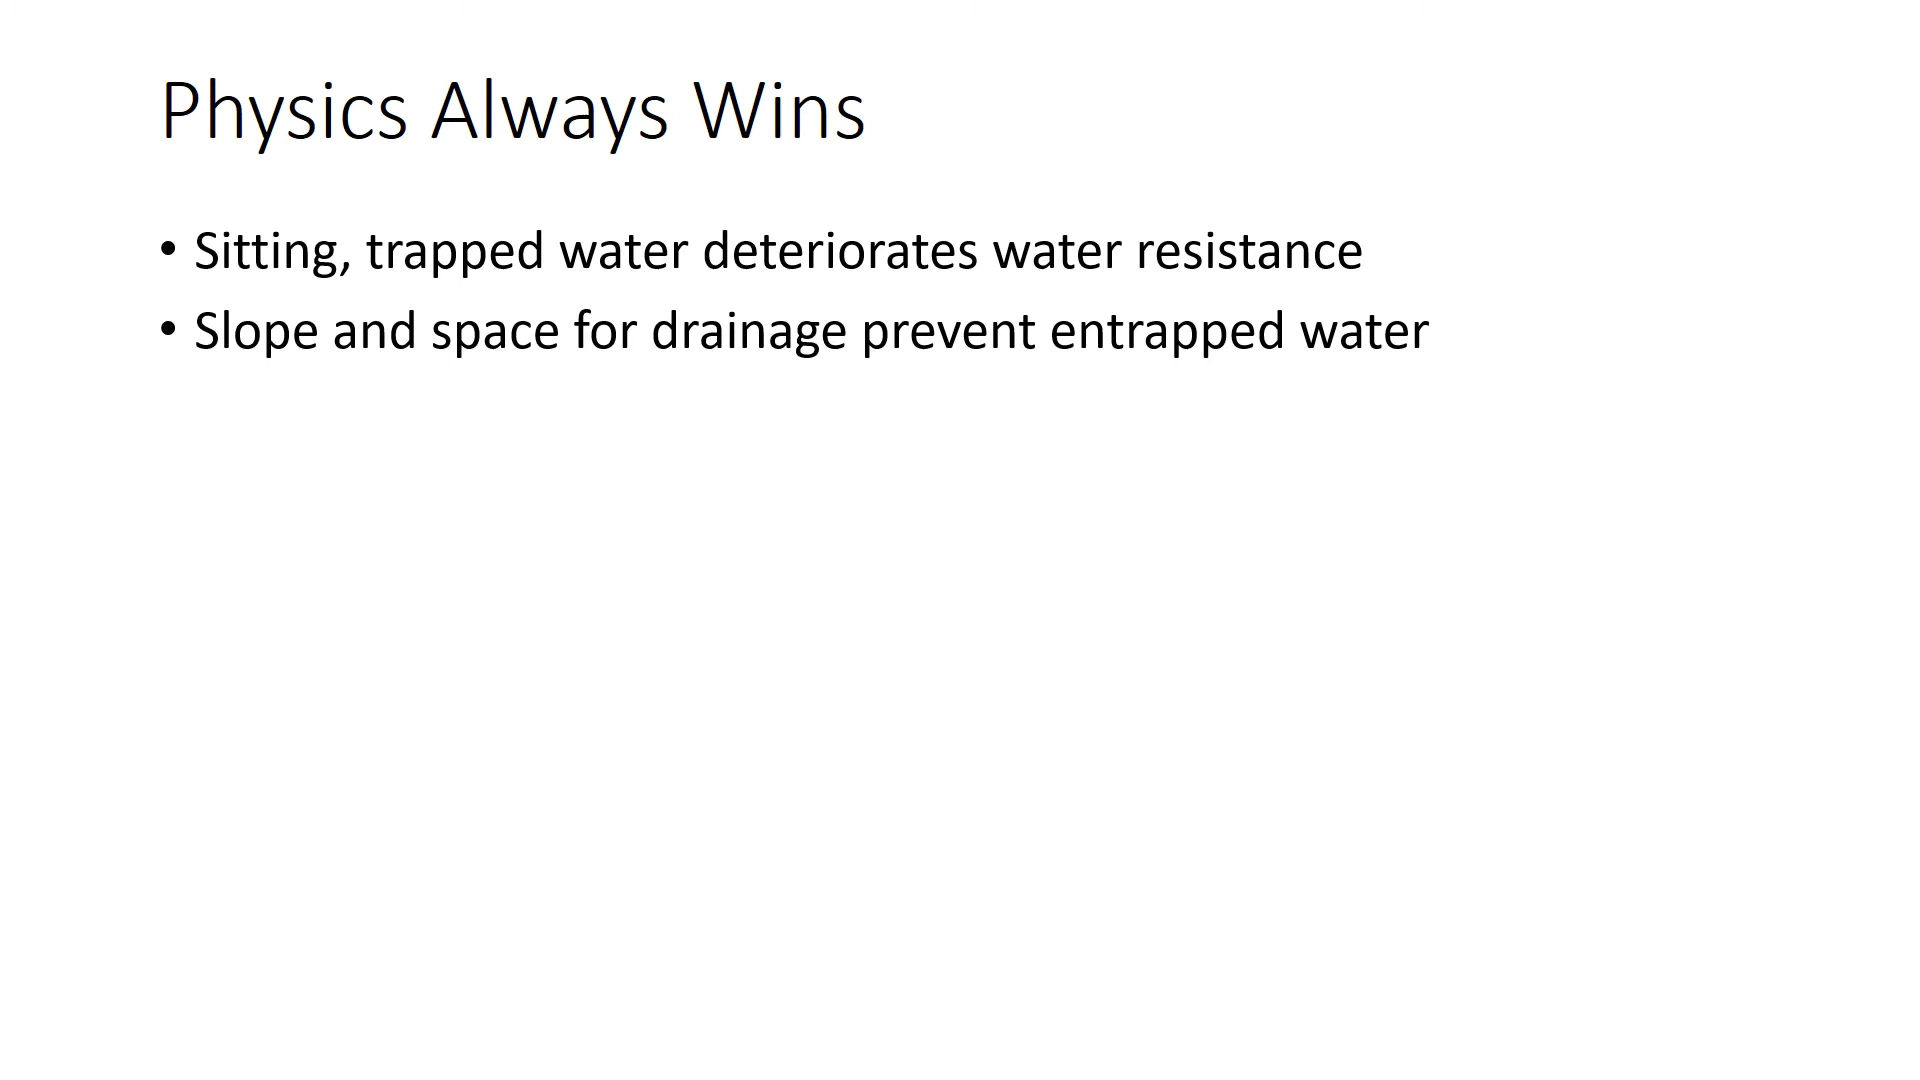 Physics Always Wins
• Sitting, trapped water deteriorates water resistance
• Slope and space for drainage prevent entrapped water